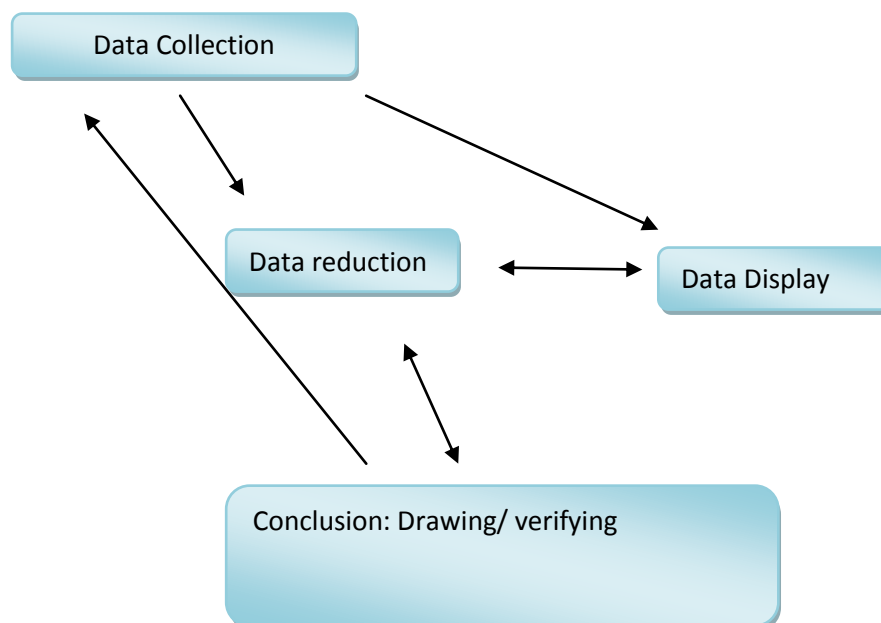 Data Collection
Data reduction
Data Display
Conclusion: Drawing/ verifying